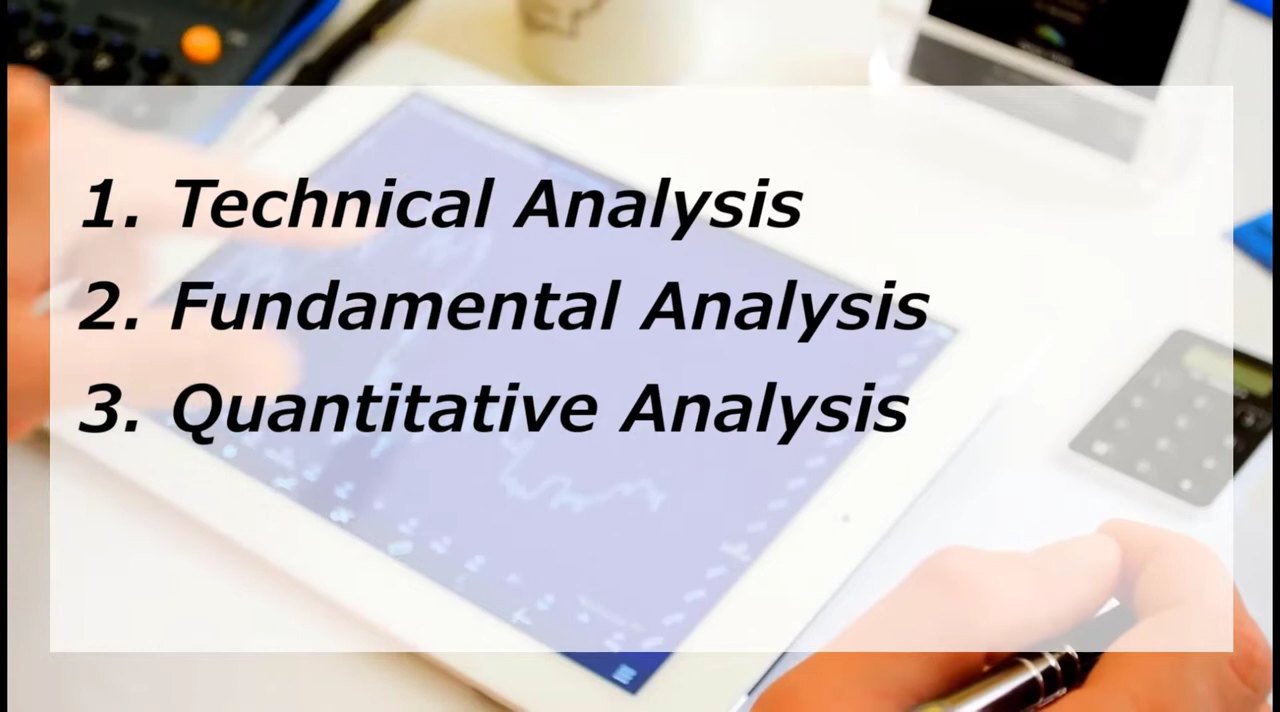 1. Technical Analysis
2. Fundamental Analysis
3. Quantitative Analysis